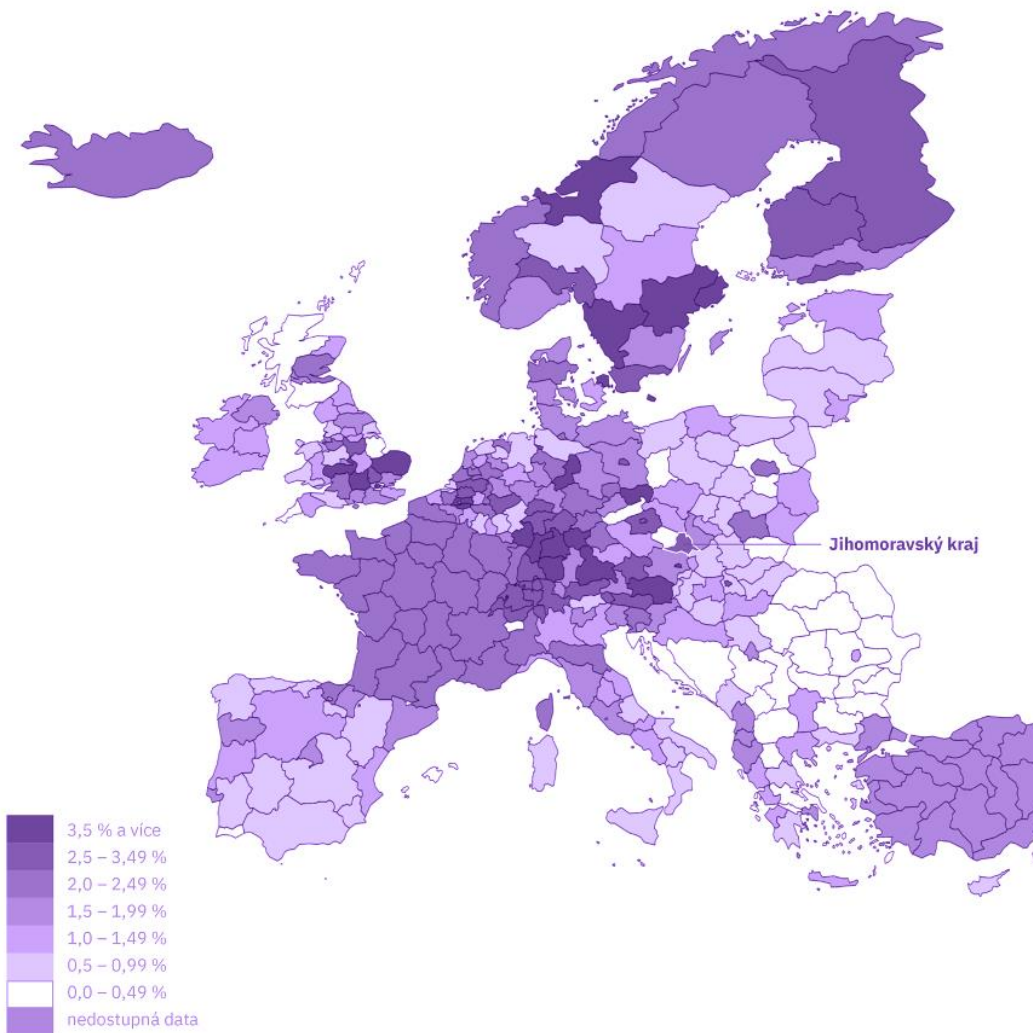 Jihomoravský kraj
3,5 % a více
2,5 – 3,49 %
2,0 – 2,49 %
1,5 – 1,99 %
1,0 – 1,49 %
0,5 – 0,99 %
0,0 – 0,49 %
nedostupná data